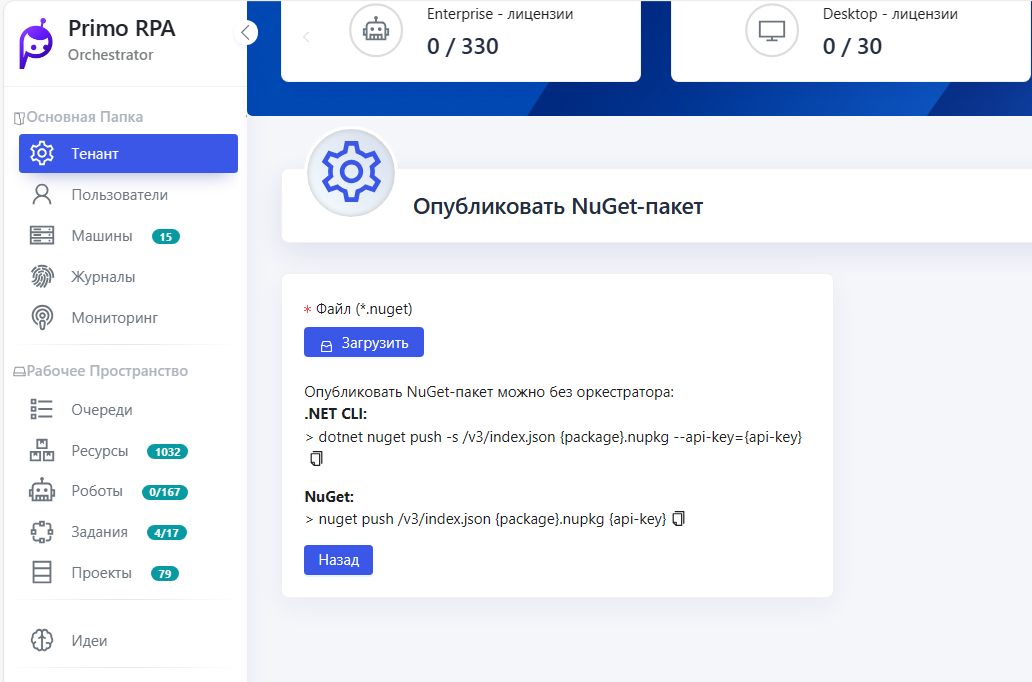 Primo RPA
Orchestrator
Основная Папка
Тенант
Пользователи
Машины 15
Журналы
Мониторинг
Рабочее Пространство
Очереди
Ресурсы 1032
Роботы 0/167
Задания 4/17
Проекты 79
Идеи
Enterprise - лицензии
0 / 330
Desktop - лицензии
0 / 30
Опубликовать NuGet-пакет
* Файл (*.nuget)
Загрузить
Опубликовать NuGet-пакет можно без оркестратора:
.NET CLI:
> dotnet nuget push -s /v3/index.json {package}.nupkg --api-key={api-key}
NuGet:
> nuget push /v3/index.json {package}.nupkg {api-key}
Назад